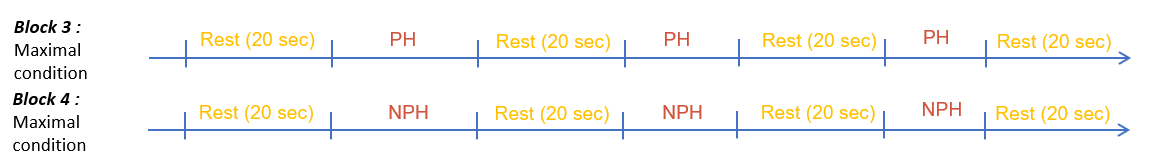 Block 3 :
Maximal
condition
Rest (20 sec) PH Rest (20 sec) PH Rest (20 sec) PH Rest (20 sec)
Block 4 :
Maximal
condition
Rest (20 sec) NPH Rest (20 sec) NPH Rest (20 sec) NPH Rest (20 sec)